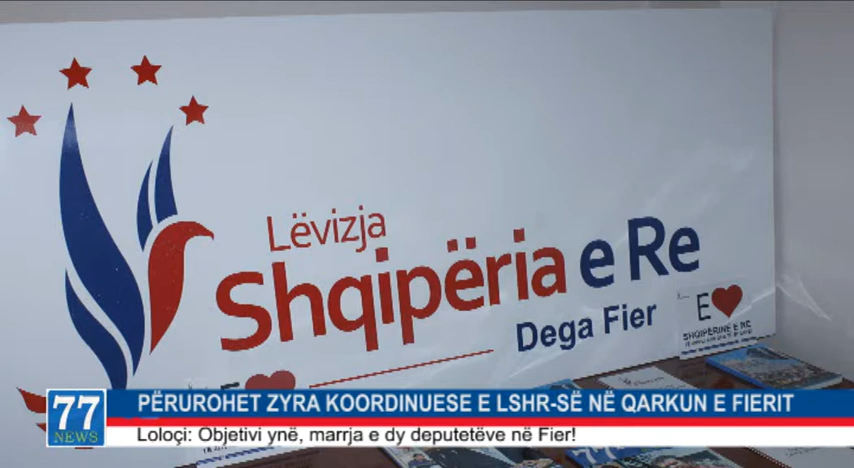 Lëvizja
Shqipëria e Re
Dega Fier
E
SHQIPËRINË E RE
E
77
NEWS
PËRUROHET ZYRA KOORDINUESE E LSHR-SË NË QARKUN E FIERIT
Loloçi: Objetivi ynë, marrja e dy deputetëve në Fier!